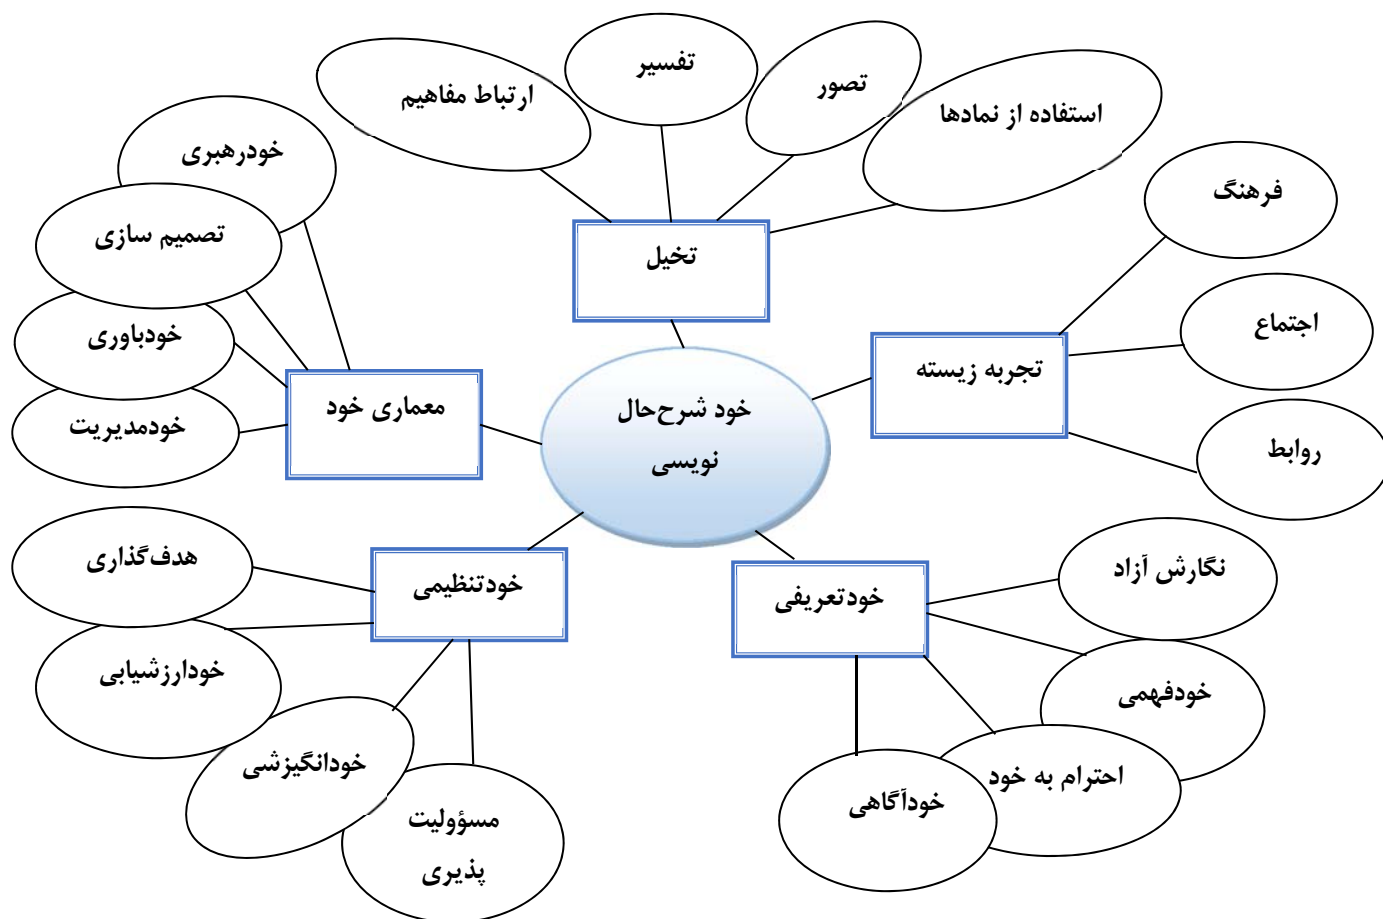 تفسیر
تصور
ارتباط مفاهیم
استفاده از نمادها
خودرهبری
فرهنگ
تصمیم سازی
تخیل
خودباوری
اجتماع
تجربه زیسته
معماری خود
خود شرح‌حال
نویسی
خودمدیریت
روابط
هدف‌گذاری
خودتنظیمی
خودتعریفی
نگارش آزاد
خودارزشیابی
خودفهمی
خودانگیزشی
احترام به خود
خودآگاهی
مسؤولیت
پذیری